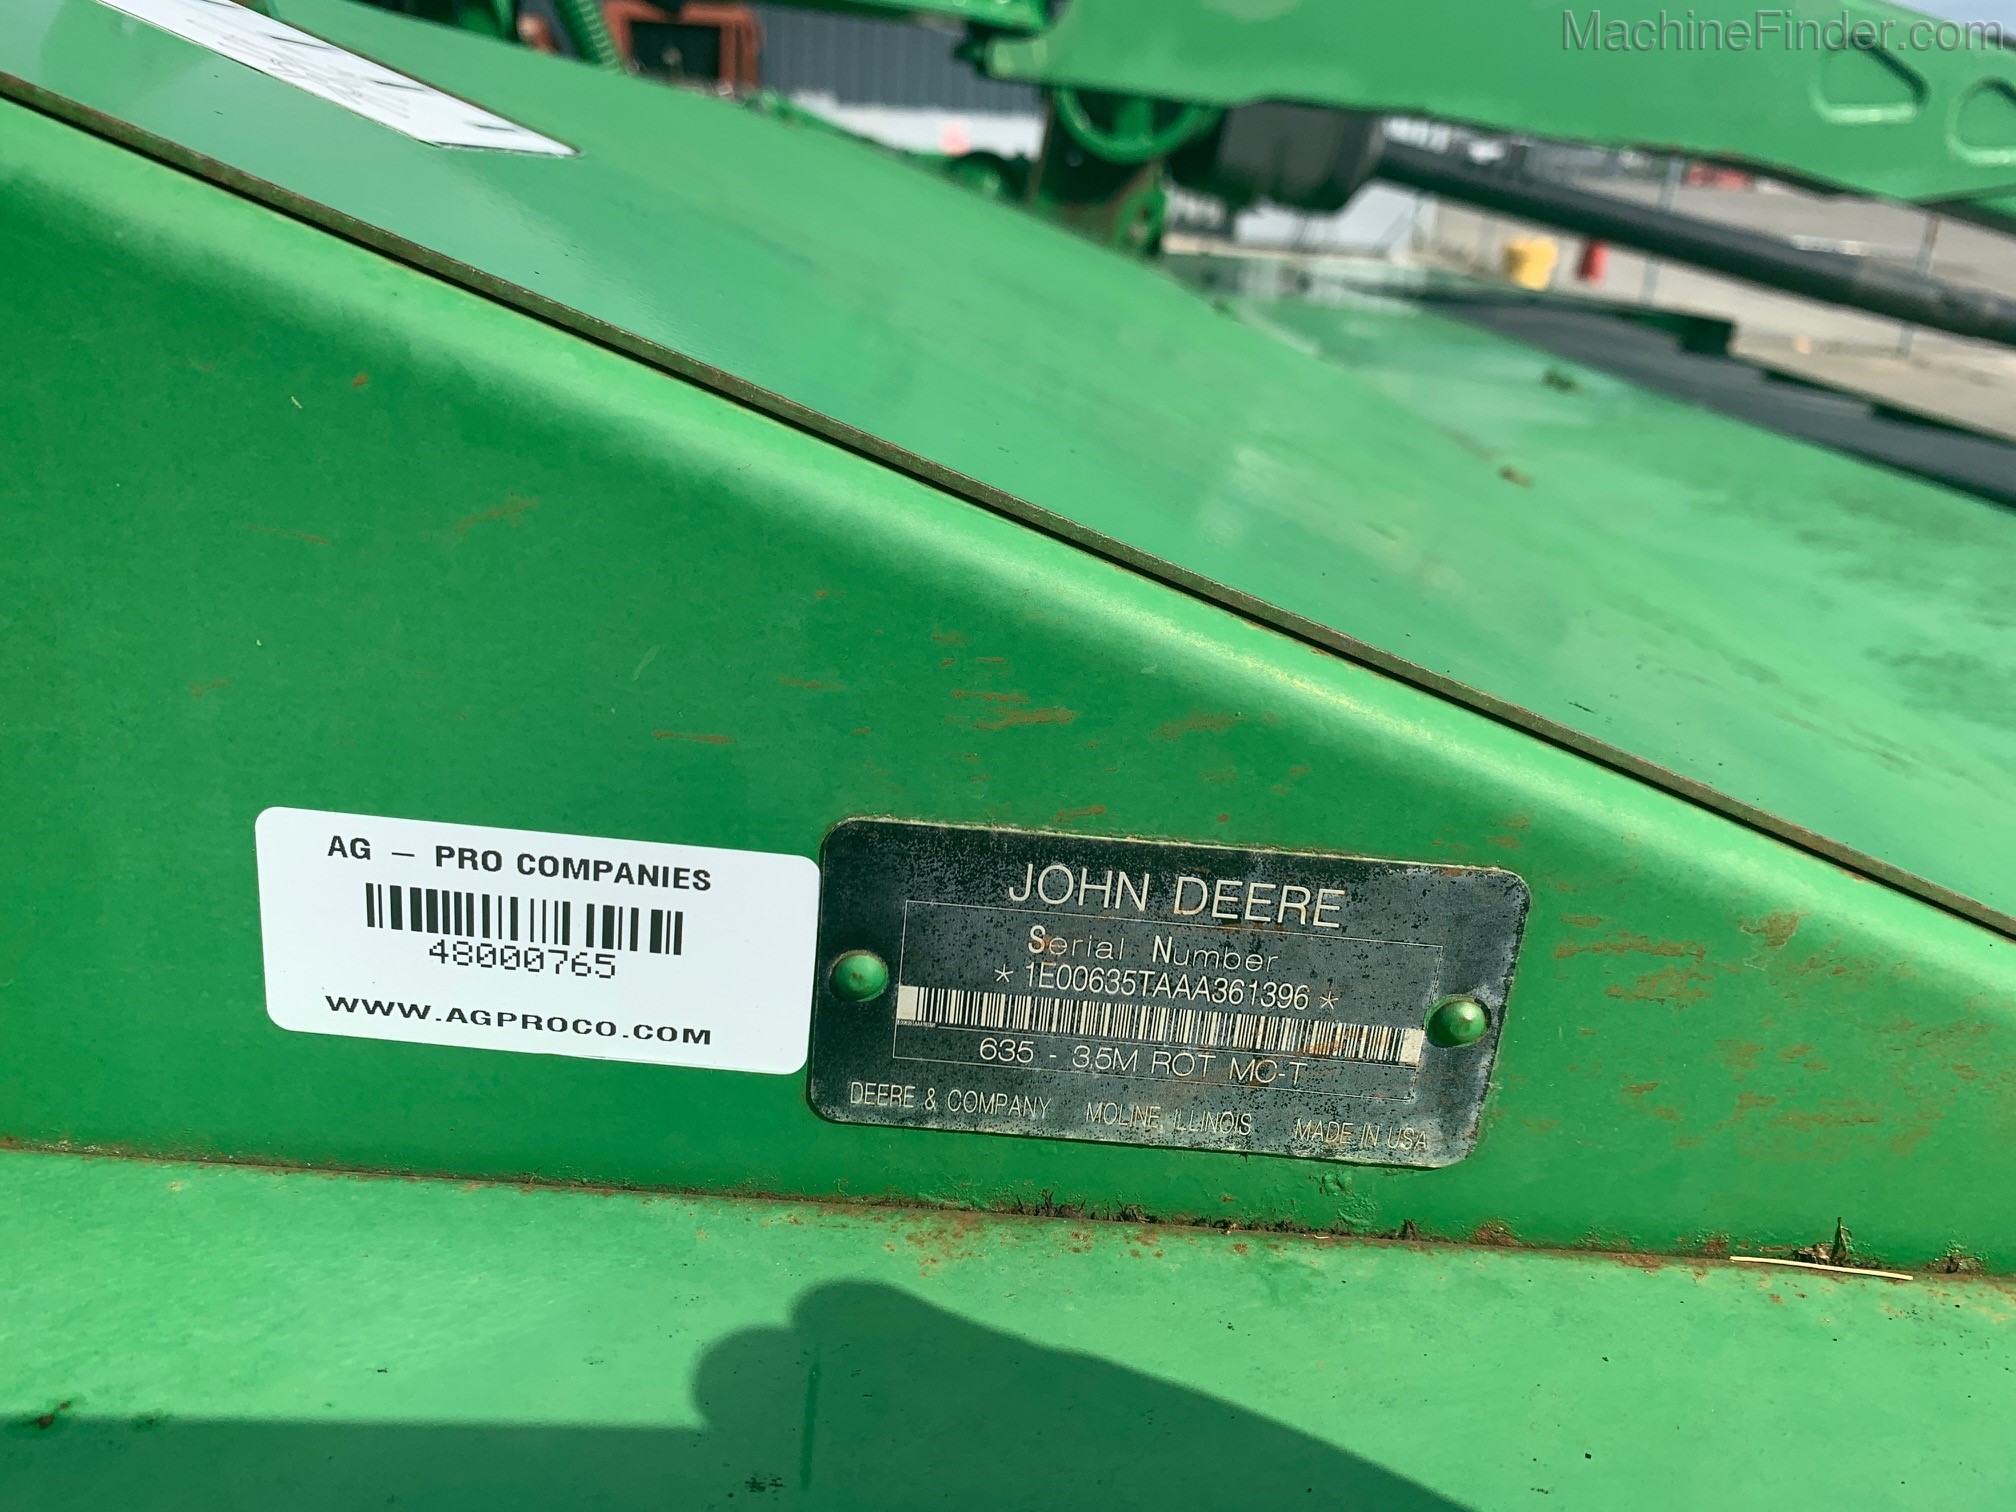 MachineFinder.com
AG – PRO COMPANIES
48000765
WWW.AGPROCO.COM
JOHN DEERE
Serial Number
* 1E00635TAAA361396 *
635 - 3.5M ROT MC-T
DEERE & COMPANY MOLINE, ILLINOIS MADE IN USA